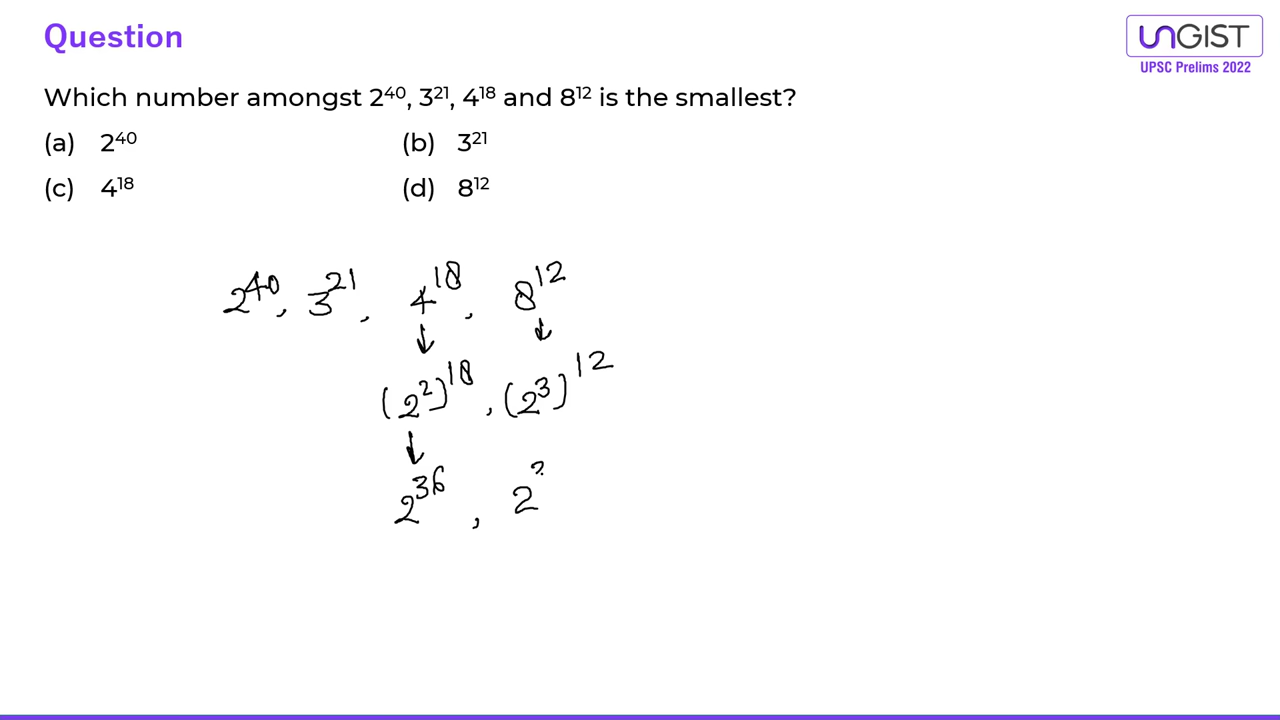 Question
UNGIST
UPSC Prelims 2022
Which number amongst 2⁴⁰, 3²¹, 4¹⁸ and 8¹² is the smallest?
(a) 2⁴⁰ (b) 3²¹
(c) 4¹⁸ (d) 8¹²
2⁴⁰, 3²¹, 4¹⁸, 8¹²
↓ ↓
(2²)¹⁸, (2³)¹²
↓
2³⁶, 2